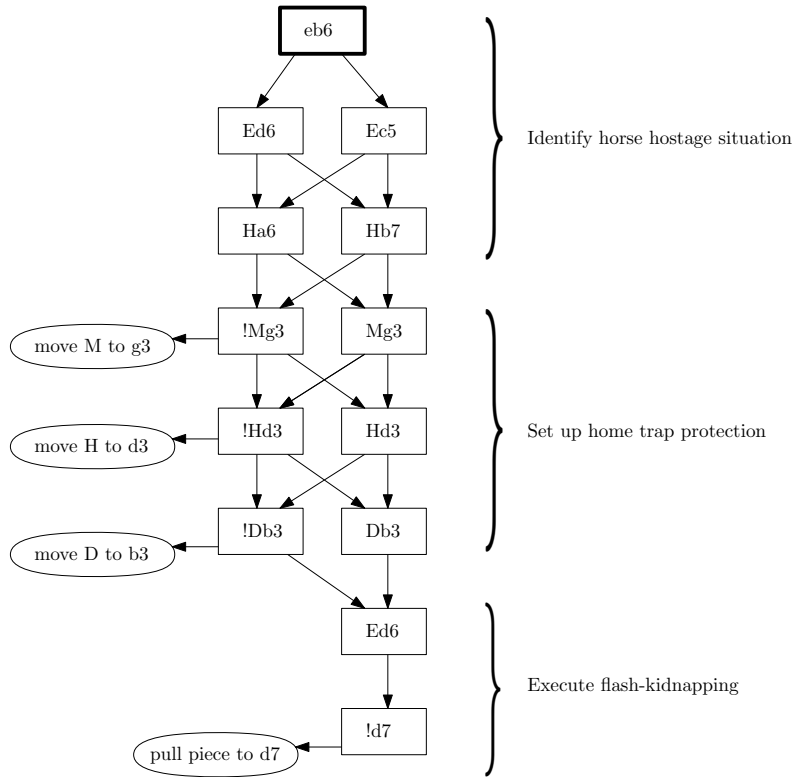 eb6
Ed6 Ec5
Identify horse hostage situation
Ha6 Hb7
!Mg3 Mg3
move M to g3
!Hd3 Hd3
move H to d3
Set up home trap protection
!Db3 Db3
move D to b3
Ed6
Execute flash-kidnapping
!d7
pull piece to d7